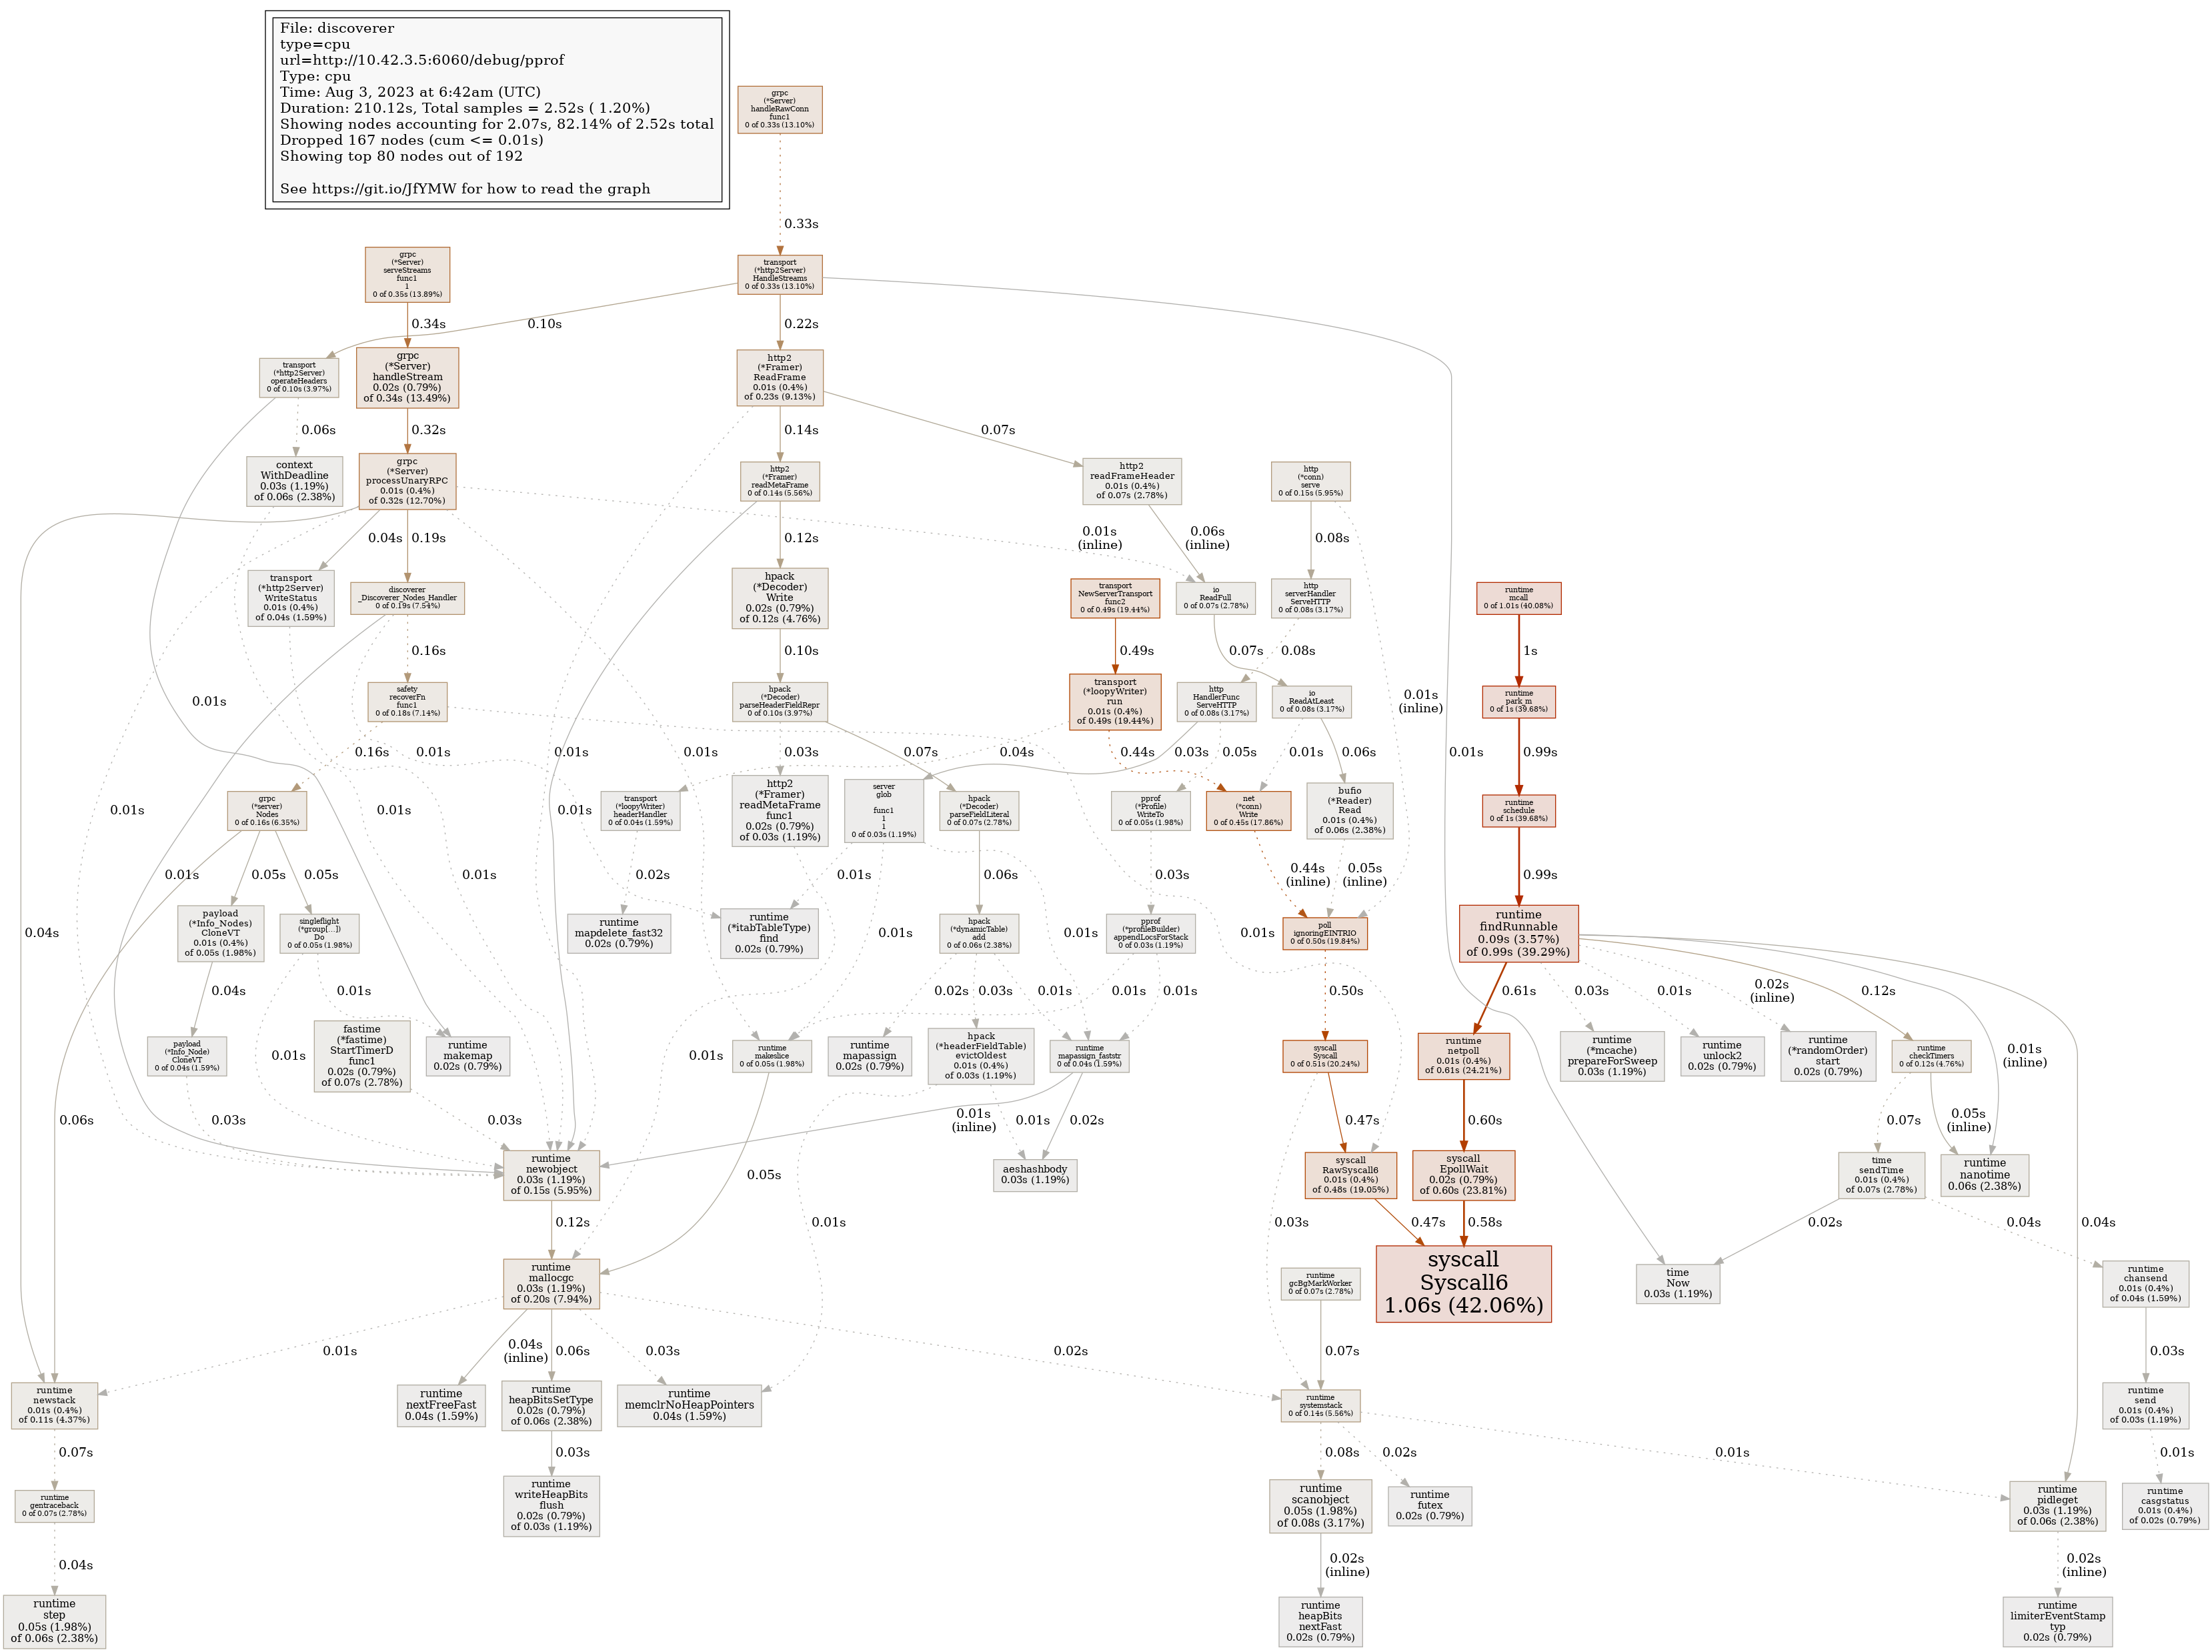 File: discoverer
type=cpu
url=http://10.42.3.5:6060/debug/pprof
Type: cpu
Time: Aug 3, 2023 at 6:42am (UTC)
Duration: 210.12s, Total samples = 2.52s ( 1.20%)
Showing nodes accounting for 2.07s, 82.14% of 2.52s total
Dropped 167 nodes (cum <= 0.01s)
Showing top 80 nodes out of 192
See https://git.io/JfYMW for how to read the graph
grpc
(*Server)
handleRawConn
func1
0 of 0.33s (13.10%)
0.33s
grpc
(*Server)
serveStreams
func1
1
0 of 0.35s (13.89%)
transport
(*http2Server)
HandleStreams
0 of 0.33s (13.10%)
0.34s
0.10s
0.22s
transport
(*http2Server)
operateHeaders
0 of 0.10s (3.97%)
grpc
(*Server)
handleStream
0.02s (0.79%)
of 0.34s (13.49%)
http2
(*Framer)
ReadFrame
0.01s (0.4%)
of 0.23s (9.13%)
0.06s
0.32s
0.14s
0.07s
context
WithDeadline
0.03s (1.19%)
of 0.06s (2.38%)
grpc
(*Server)
processUnaryRPC
0.01s (0.4%)
of 0.32s (12.70%)
http2
(*Framer)
readMetaFrame
0 of 0.14s (5.56%)
http2
readFrameHeader
0.01s (0.4%)
of 0.07s (2.78%)
http
(*conn)
serve
0 of 0.15s (5.95%)
0.04s
0.19s
0.12s
0.01s
(inline)
0.06s
(inline)
0.08s
transport
(*http2Server)
WriteStatus
0.01s (0.4%)
of 0.04s (1.59%)
discoverer
_Discoverer_Nodes_Handler
0 of 0.19s (7.54%)
hpack
(*Decoder)
Write
0.02s (0.79%)
of 0.12s (4.76%)
transport
NewServerTransport
func2
0 of 0.49s (19.44%)
io
ReadFull
0 of 0.07s (2.78%)
http
serverHandler
ServeHTTP
0 of 0.08s (3.17%)
runtime
mcall
0 of 1.01s (40.08%)
0.16s
0.10s
0.49s
0.07s
0.08s
1s
0.01s
safety
recoverFn
func1
0 of 0.18s (7.14%)
hpack
(*Decoder)
parseHeaderFieldRepr
0 of 0.10s (3.97%)
transport
(*loopyWriter)
run
0.01s (0.4%)
of 0.49s (19.44%)
http
HandlerFunc
ServeHTTP
0 of 0.08s (3.17%)
io
ReadAtLeast
0 of 0.08s (3.17%)
0.01s
(inline)
runtime
park_m
0 of 1s (39.68%)
0.16s
0.01s
0.01s
0.01s
0.03s
0.07s
0.04s
0.44s
0.03s
0.05s
0.01s
0.06s
0.01s
0.99s
grpc
(*server)
Nodes
0 of 0.16s (6.35%)
transport
(*loopyWriter)
headerHandler
0 of 0.04s (1.59%)
http2
(*Framer)
readMetaFrame
func1
0.02s (0.79%)
of 0.03s (1.19%)
server
glob

func1
1
1
0 of 0.03s (1.19%)
hpack
(*Decoder)
parseFieldLiteral
0 of 0.07s (2.78%)
pprof
(*Profile)
WriteTo
0 of 0.05s (1.98%)
net
(*conn)
Write
0 of 0.45s (17.86%)
bufio
(*Reader)
Read
0.01s (0.4%)
of 0.06s (2.38%)
runtime
schedule
0 of 1s (39.68%)
0.01s
0.01s
0.01s
0.01s
0.05s
0.05s
0.01s
0.02s
0.01s
0.06s
0.03s
0.44s
(inline)
0.05s
(inline)
0.99s
0.04s
payload
(*Info_Nodes)
CloneVT
0.01s (0.4%)
of 0.05s (1.98%)
singleflight
(*group[...])
Do
0 of 0.05s (1.98%)
runtime
mapdelete_fast32
0.02s (0.79%)
runtime
(*itabTableType)
find
0.02s (0.79%)
0.01s
hpack
(*dynamicTable)
add
0 of 0.06s (2.38%)
0.01s
pprof
(*profileBuilder)
appendLocsForStack
0 of 0.03s (1.19%)
0.01s
poll
ignoringEINTRIO
0 of 0.50s (19.84%)
runtime
findRunnable
0.09s (3.57%)
of 0.99s (39.29%)
0.04s
0.01s
0.02s
0.03s
0.01s
0.01s
0.01s
0.50s
0.61s
0.03s
0.01s
0.02s
(inline)
0.12s
payload
(*Info_Node)
CloneVT
0 of 0.04s (1.59%)
0.01s
fastime
(*fastime)
StartTimerD
func1
0.02s (0.79%)
of 0.07s (2.78%)
runtime
makemap
0.02s (0.79%)
0.01s
runtime
makeslice
0 of 0.05s (1.98%)
runtime
mapassign
0.02s (0.79%)
hpack
(*headerFieldTable)
evictOldest
0.01s (0.4%)
of 0.03s (1.19%)
runtime
mapassign_faststr
0 of 0.04s (1.59%)
syscall
Syscall
0 of 0.51s (20.24%)
runtime
netpoll
0.01s (0.4%)
of 0.61s (24.21%)
runtime
(*mcache)
prepareForSweep
0.03s (1.19%)
runtime
unlock2
0.02s (0.79%)
runtime
(*randomOrder)
start
0.02s (0.79%)
runtime
checkTimers
0 of 0.12s (4.76%)
0.01s
(inline)
0.06s
0.03s
0.03s
0.01s
(inline)
0.01s
0.02s
0.47s
0.60s
0.07s
0.05s
(inline)
runtime
newobject
0.03s (1.19%)
of 0.15s (5.95%)
0.05s
aeshashbody
0.03s (1.19%)
syscall
RawSyscall6
0.01s (0.4%)
of 0.48s (19.05%)
syscall
EpollWait
0.02s (0.79%)
of 0.60s (23.81%)
time
sendTime
0.01s (0.4%)
of 0.07s (2.78%)
runtime
nanotime
0.06s (2.38%)
0.12s
0.01s
0.03s
0.47s
0.58s
0.02s
0.04s
0.04s
runtime
mallocgc
0.03s (1.19%)
of 0.20s (7.94%)
runtime
gcBgMarkWorker
0 of 0.07s (2.78%)
syscall
Syscall6
1.06s (42.06%)
time
Now
0.03s (1.19%)
runtime
chansend
0.01s (0.4%)
of 0.04s (1.59%)
0.01s
0.04s
(inline)
0.06s
0.03s
0.02s
0.07s
0.03s
runtime
newstack
0.01s (0.4%)
of 0.11s (4.37%)
runtime
nextFreeFast
0.04s (1.59%)
runtime
heapBitsSetType
0.02s (0.79%)
of 0.06s (2.38%)
runtime
memclrNoHeapPointers
0.04s (1.59%)
runtime
systemstack
0 of 0.14s (5.56%)
runtime
send
0.01s (0.4%)
of 0.03s (1.19%)
0.07s
0.03s
0.08s
0.02s
0.01s
0.01s
runtime
gentraceback
0 of 0.07s (2.78%)
runtime
writeHeapBits
flush
0.02s (0.79%)
of 0.03s (1.19%)
runtime
scanobject
0.05s (1.98%)
of 0.08s (3.17%)
runtime
futex
0.02s (0.79%)
runtime
pidleget
0.03s (1.19%)
of 0.06s (2.38%)
runtime
casgstatus
0.01s (0.4%)
of 0.02s (0.79%)
0.04s
0.02s
(inline)
0.02s
(inline)
runtime
step
0.05s (1.98%)
of 0.06s (2.38%)
runtime
heapBits
nextFast
0.02s (0.79%)
runtime
limiterEventStamp
typ
0.02s (0.79%)